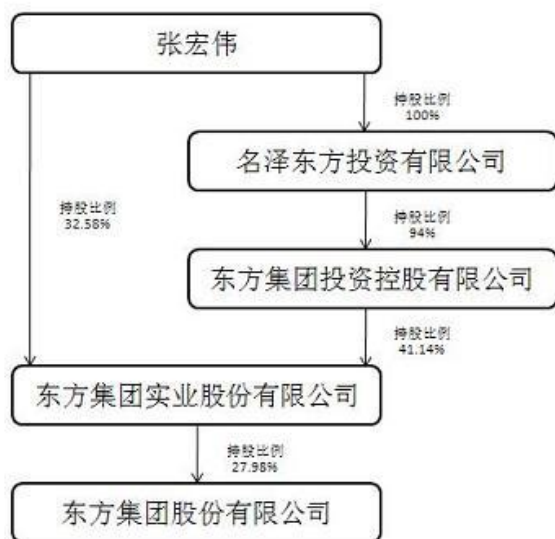 张宏伟
持股比例
100%
名泽东方投资有限公司
持股比例
32.58%
持股比例
94%
东方集团投资控股有限公司
持股比例
41.14%
东方集团实业股份有限公司
持股比例
27.98%
东方集团股份有限公司